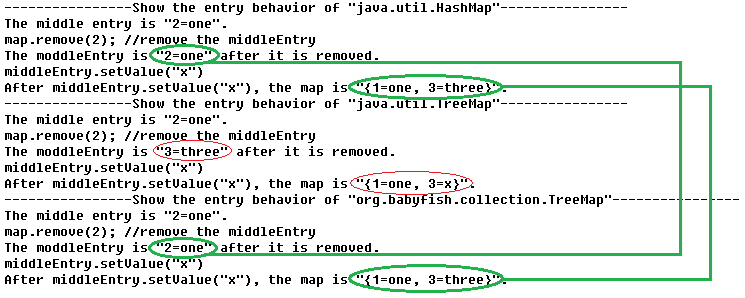 ---------------Show the entry behavior of "java.util.HashMap"---------------
The middle entry is "2=one".
map.remove(2); //remove the middleEntry
The moddleEntry is "2=one" after it is removed.
middleEntry.setValue("x")
After middleEntry.setValue("x"), the map is "{1=one, 3=three}".
---------------Show the entry behavior of "java.util.TreeMap"---------------
The middle entry is "2=one".
map.remove(2); //remove the middleEntry
The moddleEntry is "3=three" after it is removed.
middleEntry.setValue("x")
After middleEntry.setValue("x"), the map is "{1=one, 3=x}".
---------------Show the entry behavior of "org.babyfish.collection.TreeMap"---------------
The middle entry is "2=one".
map.remove(2); //remove the middleEntry
The moddleEntry is "2=one" after it is removed.
middleEntry.setValue("x")
After middleEntry.setValue("x"), the map is "{1=one, 3=three}".